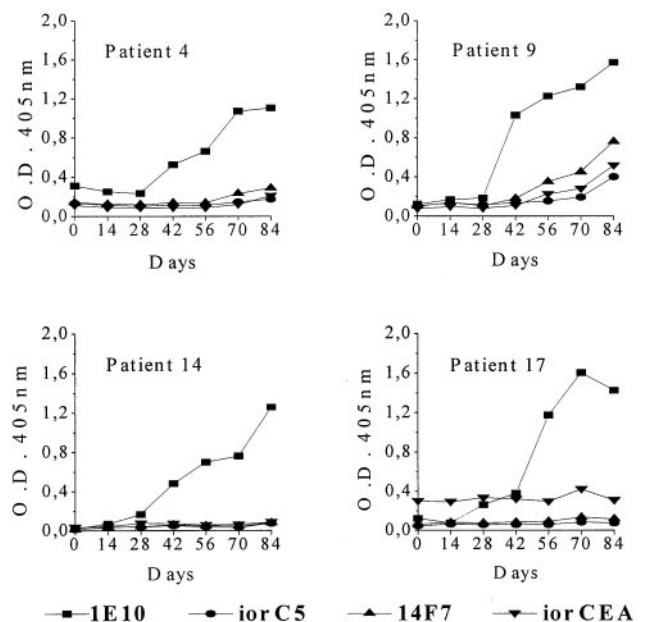 Patient 4
O.D. 405nm
2,0
1,6
1,2
0,8
0,4
0,0
0 14 28 42 56 70 84
Days
Patient 9
O.D. 405nm
2,0
1,6
1,2
0,8
0,4
0,0
0 14 28 42 56 70 84
Days
Patient 14
O.D. 405nm
2,0
1,6
1,2
0,8
0,4
0,0
0 14 28 42 56 70 84
Days
Patient 17
O.D. 405nm
2,0
1,6
1,2
0,8
0,4
0,0
0 14 28 42 56 70 84
Days
1E10 ior C5 14F7 ior CEA